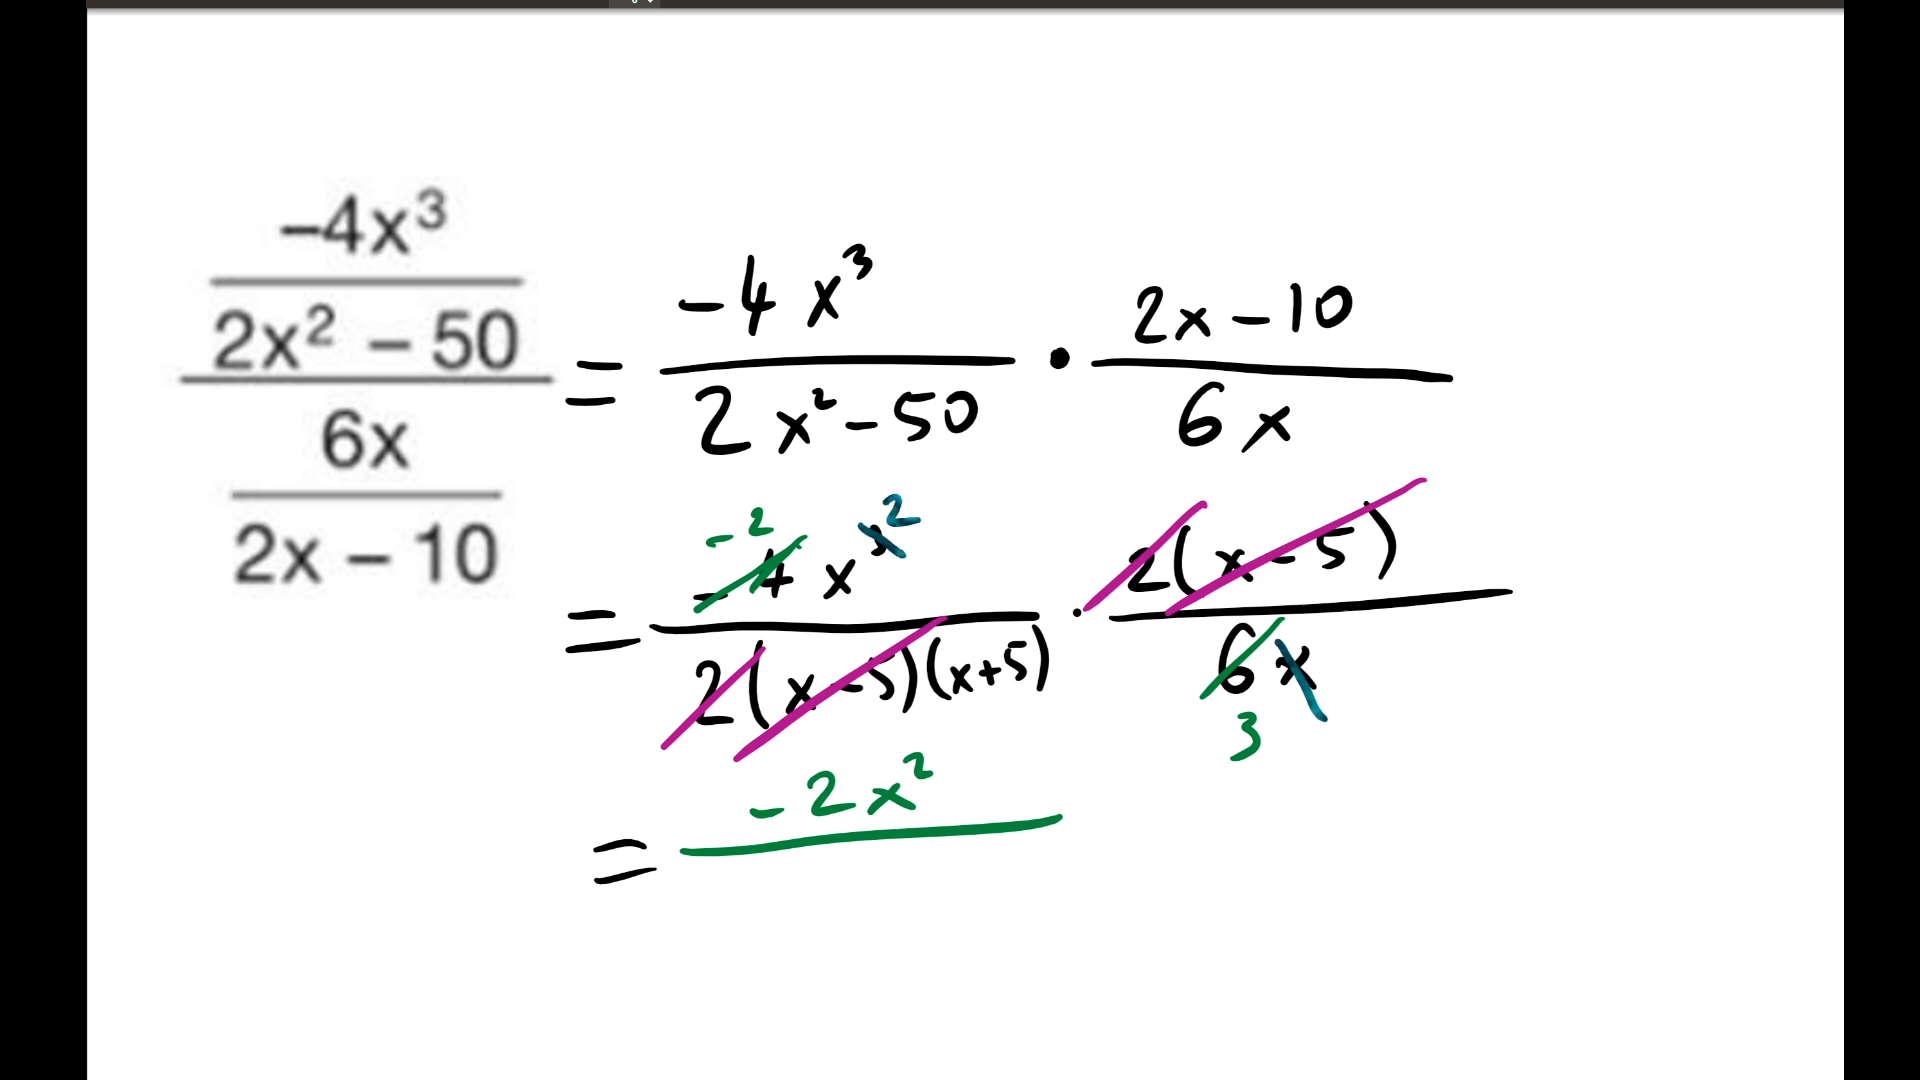 -4x³
2x² - 50
6x
2x - 10
= -4x³ / 2x² - 50 · 2x - 10 / 6x
-2 2
= -4x³ / 2(x-5)(x+5) · 2(x-5) / 6x
3
= -2x²